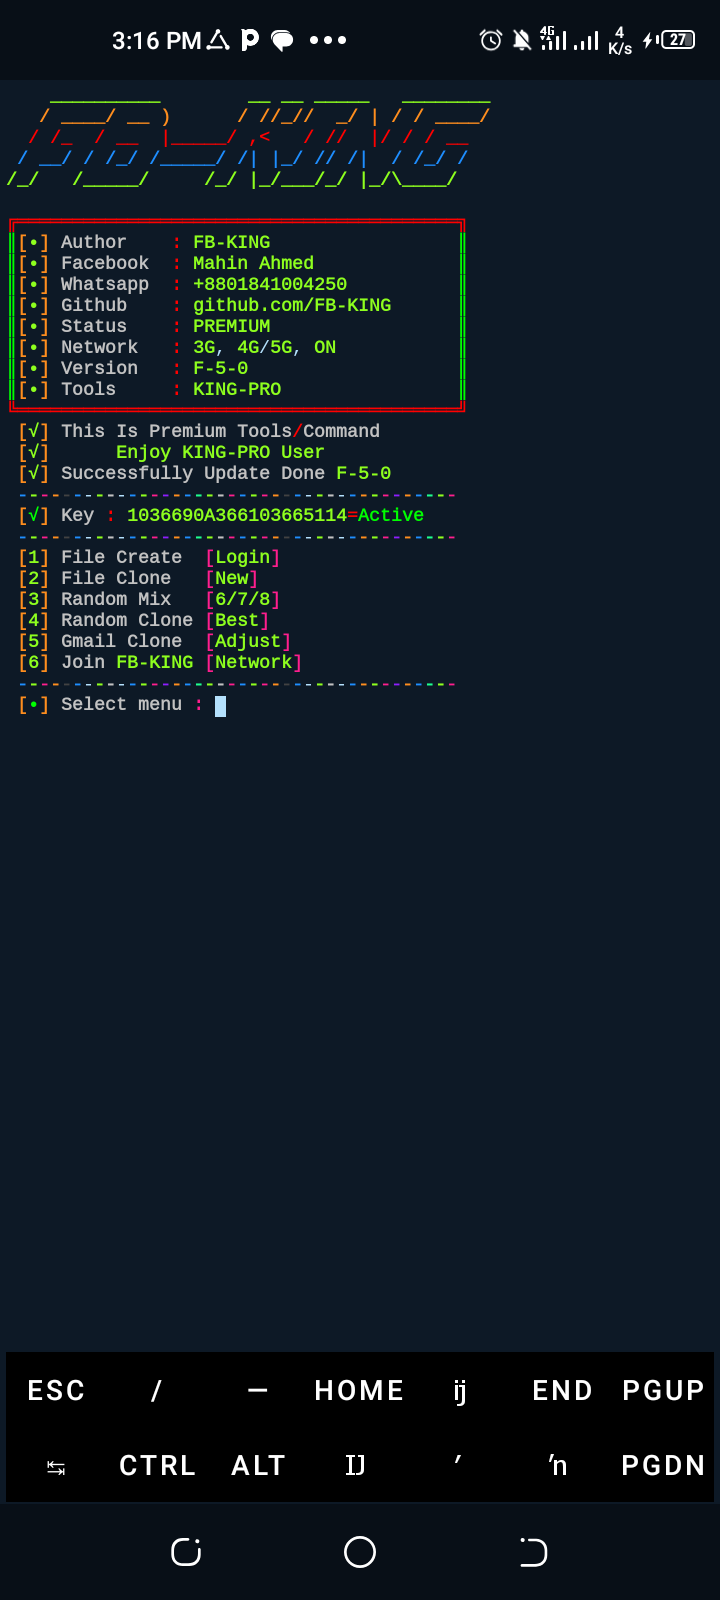 3:16 PM 4G 4 K/s 27
FB-KING
[•] Author : FB-KING
[•] Facebook : Mahin Ahmed
[•] Whatsapp : +8801841004250
[•] Github : github.com/FB-KING
[•] Status : PREMIUM
[•] Network : 3G, 4G/5G, ON
[•] Version : F-5-0
[•] Tools : KING-PRO
[√] This Is Premium Tools/Command
[√] Enjoy KING-PRO User
[√] Successfully Update Done F-5-0
[√] Key : 1036690A366103665114=Active
[1] File Create [Login]
[2] File Clone [New]
[3] Random Mix [6/7/8]
[4] Random Clone [Best]
[5] Gmail Clone [Adjust]
[6] Join FB-KING [Network]
[•] Select menu :
ESC / — HOME ĳ END PGUP
↹ CTRL ALT Ĳ ʹ ŉ PGDN